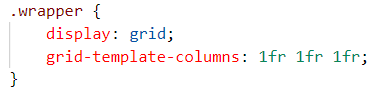 .wrapper {
    display: grid;
    grid-template-columns: 1fr 1fr 1fr;
}